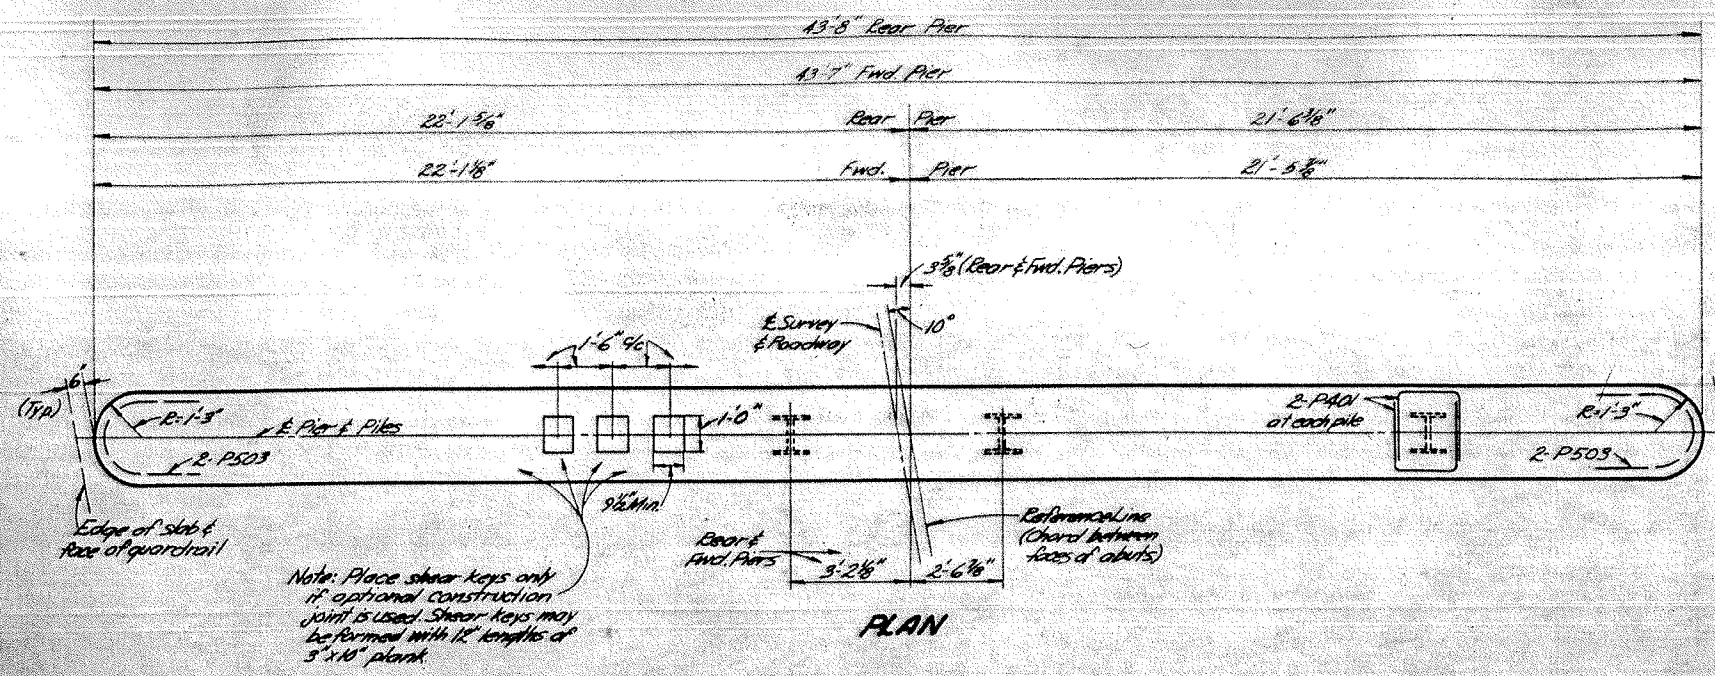 43'-8" Rear Pier
43'-7" Fwd. Pier
22'-1 5/8" Rear Pier 21'-6 3/8"
22'-1 1/8" Fwd. Pier 21'-5 7/8"
3 5/8" (Rear & Fwd. Piers)
10°
℄ Survey
& Roadway
1'-6" c/c
6"
(Typ.)
R=1'-3"
℄ Pier & Piles
2-P503
1'-0"
9 1/2" Min.
2-P401
at each pile
R=1'-3"
2-P503
Edge of slab &
face of guardrail
Rear &
Fwd. Piers
3'-2 1/8" 2'-6 7/8"
Reference Line
(Chord between
faces of abuts)
Note: Place shear keys only
if optional construction
joint is used. Shear keys may
be formed with 12" lengths of
3"x10" plank
PLAN